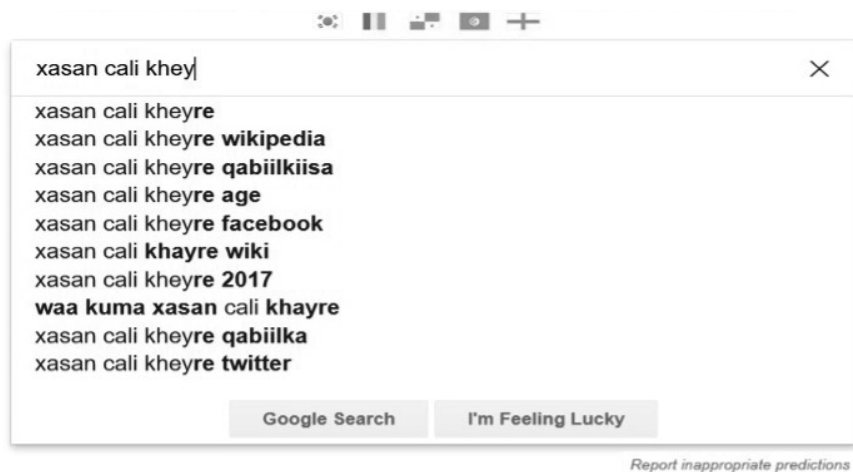 xasan cali khey
xasan cali kheyre
xasan cali kheyre wikipedia
xasan cali kheyre qabiilkiisa
xasan cali kheyre age
xasan cali kheyre facebook
xasan cali khayre wiki
xasan cali kheyre 2017
waa kuma xasan cali khayre
xasan cali kheyre qabiilka
xasan cali kheyre twitter
Google Search I'm Feeling Lucky
Report inappropriate predictions